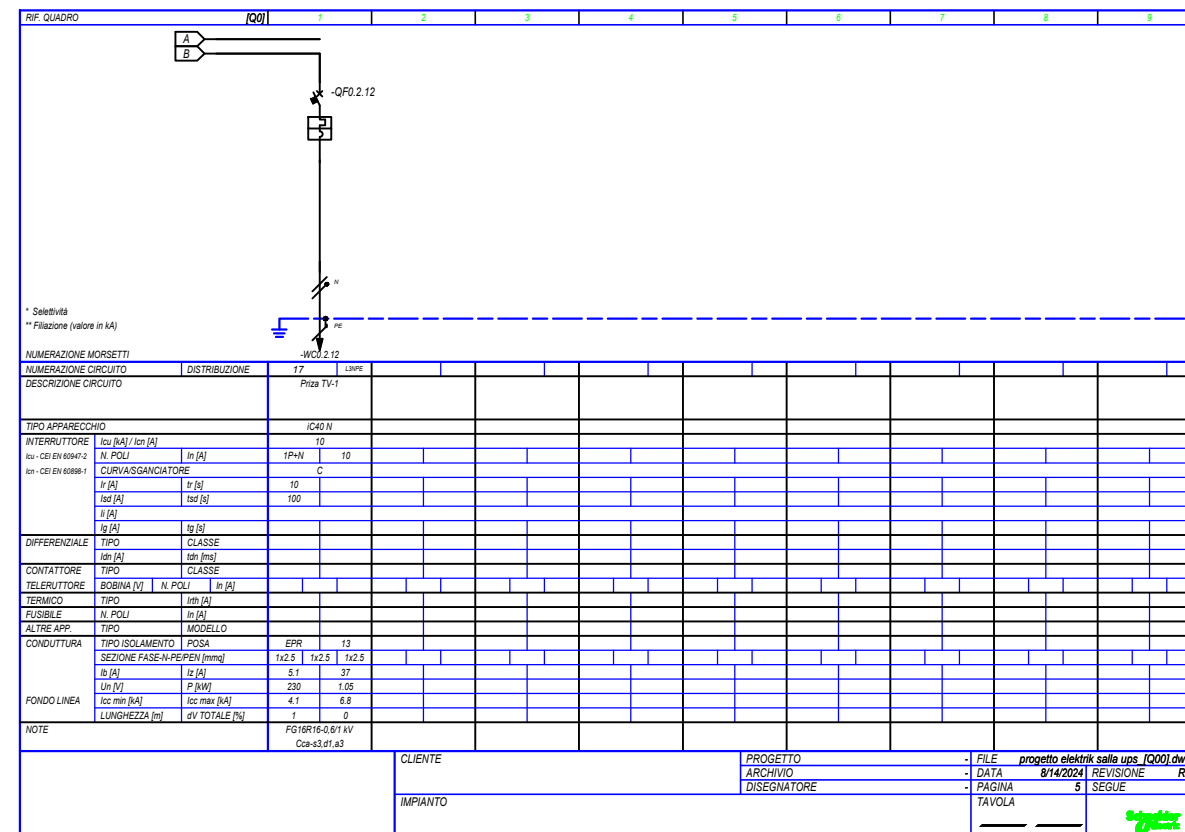 RIF. QUADRO [Q0] 1 2 3 4 5 6 7 8 9
A
B
-QF0.2.12
N
* Selettività
** Filiazione (valore in kA)
PE
NUMERAZIONE MORSETTI -WC0.2.12
NUMERAZIONE CIRCUITO DISTRIBUZIONE 17 L3NPE
DESCRIZIONE CIRCUITO Priza TV-1
TIPO APPARECCHIO iC40 N
INTERRUTTORE Icu [kA] / Icn [A] 10
Icu - CEI EN 60947-2 N. POLI In [A] 1P+N 10
Icn - CEI EN 60898-1 CURVA/SGANCIATORE C
Ir [A] tr [s] 10
Isd [A] tsd [s] 100
Ii [A]
Ig [A] tg [s]
DIFFERENZIALE TIPO CLASSE
Idn [A] tdn [ms]
CONTATTORE TIPO CLASSE
TELERUTTORE BOBINA [V] N. POLI In [A]
TERMICO TIPO Irth [A]
FUSIBILE N. POLI In [A]
ALTRE APP. TIPO MODELLO
CONDUTTURA TIPO ISOLAMENTO POSA EPR 13
SEZIONE FASE-N-PE/PEN [mmq] 1x2.5 1x2.5 1x2.5
Ib [A] Iz [A] 5.1 37
Un [V] P [kW] 230 1.05
FONDO LINEA Icc min [kA] Icc max [kA] 4.1 6.8
LUNGHEZZA [m] dV TOTALE [%] 1 0
NOTE FG16R16-0,6/1 kV
Cca-s3,d1,a3
CLIENTE PROGETTO - FILE progetto elektrik salla ups_[Q00].dw
ARCHIVIO - DATA 8/14/2024 REVISIONE R
DISEGNATORE - PAGINA 5 SEGUE
IMPIANTO TAVOLA
Schneider
Electric